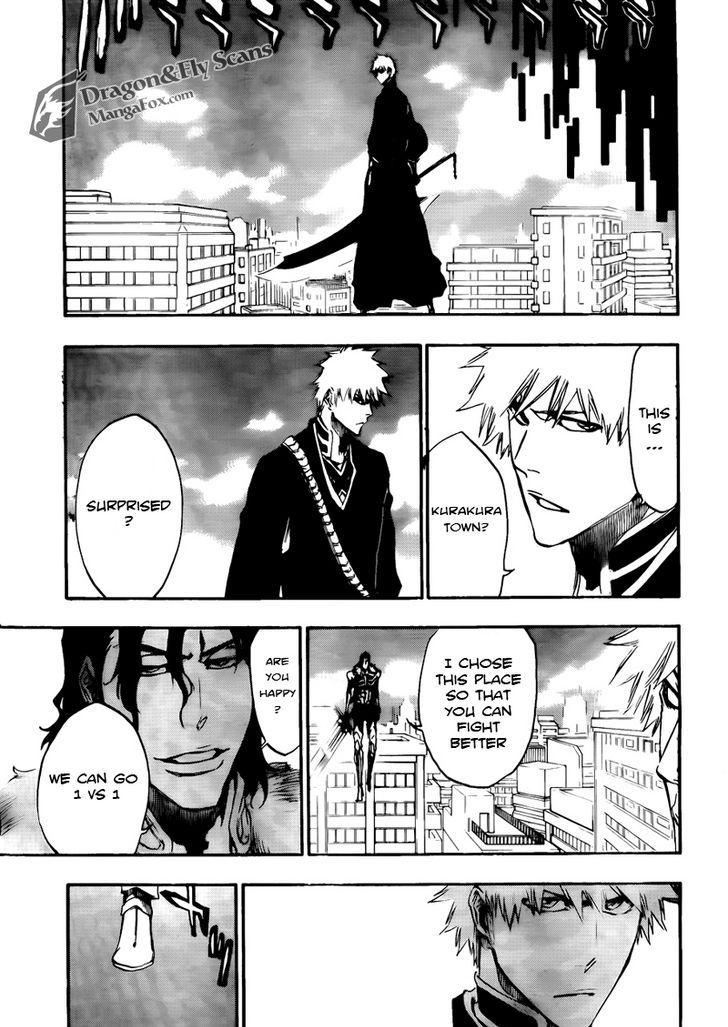 Dragon&Fly Scans
MangaFox.com
THIS
IS
...
KURAKURA
TOWN?
SURPRISED
?
I CHOSE
THIS PLACE
SO THAT
YOU CAN
FIGHT
BETTER
ARE
YOU
HAPPY
?
WE CAN GO
1 VS 1